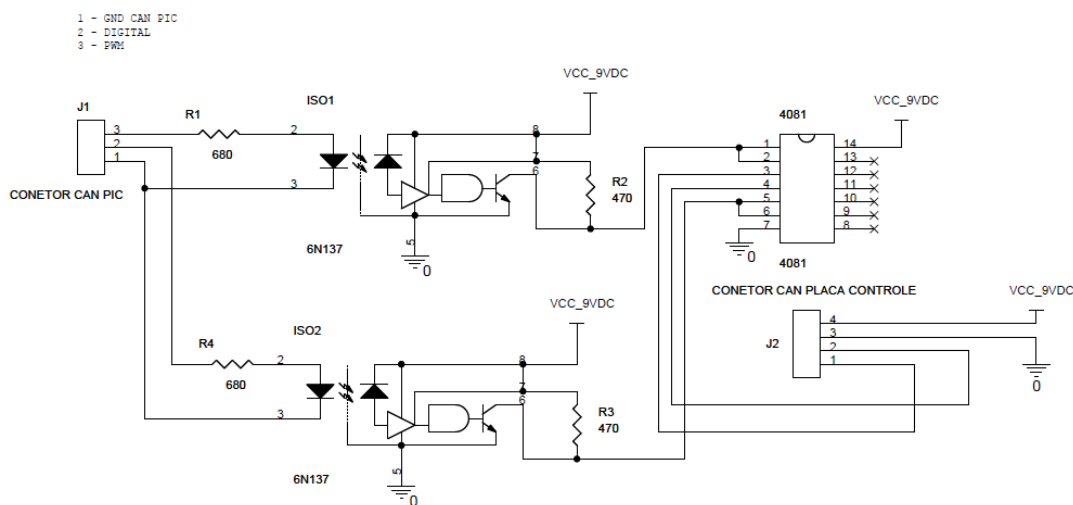 1 - GND CAN PIC
2 - DIGITAL
3 - PWM
VCC_9VDC
VCC_9VDC
J1
R1
ISO1
4081
3
2
1
680
2
3
8
7
6
5
0
R2
470
1
2
3
4
5
6
7
14
13
12
11
10
9
8
0
CONETOR CAN PIC
6N137
4081
CONETOR CAN PLACA CONTROLE
VCC_9VDC
VCC_9VDC
J2
4
3
2
1
0
ISO2
R4
680
2
3
8
7
6
5
0
R3
470
6N137